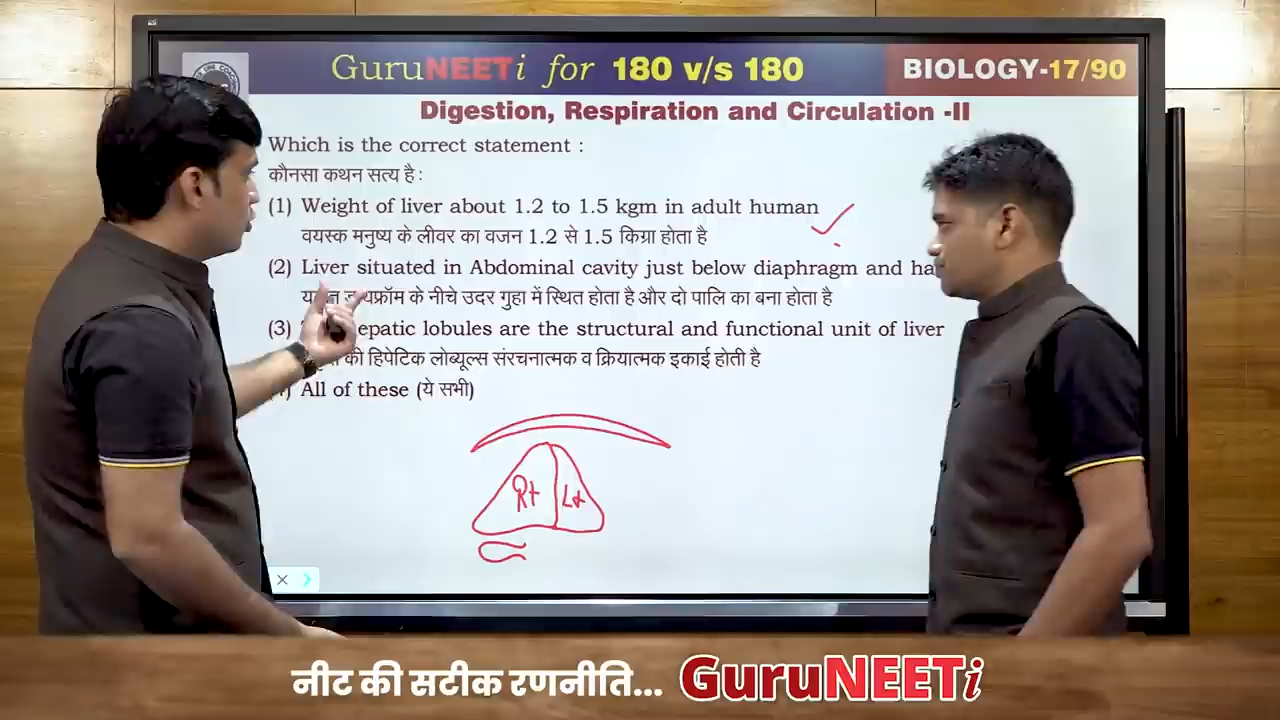 GuruNEETi for 180 v/s 180
BIOLOGY-17/90
Digestion, Respiration and Circulation -II
Which is the correct statement :
कौनसा कथन सत्य है :
(1) Weight of liver about 1.2 to 1.5 kgm in adult human
वयस्क मनुष्य के लीवर का वजन 1.2 से 1.5 किग्रा होता है
(2) Liver situated in Abdominal cavity just below diaphragm and
के नीचे उदर गुहा में स्थित होता है और दो पालि का बना होता है
(3) lobules are the structural and functional unit of liver
की हिपेटिक लोब्यूल्स संरचनात्मक व क्रियात्मक इकाई होती है
All of these (ये सभी)
Rt Lt
नीट की सटीक रणनीति... GuruNEETi